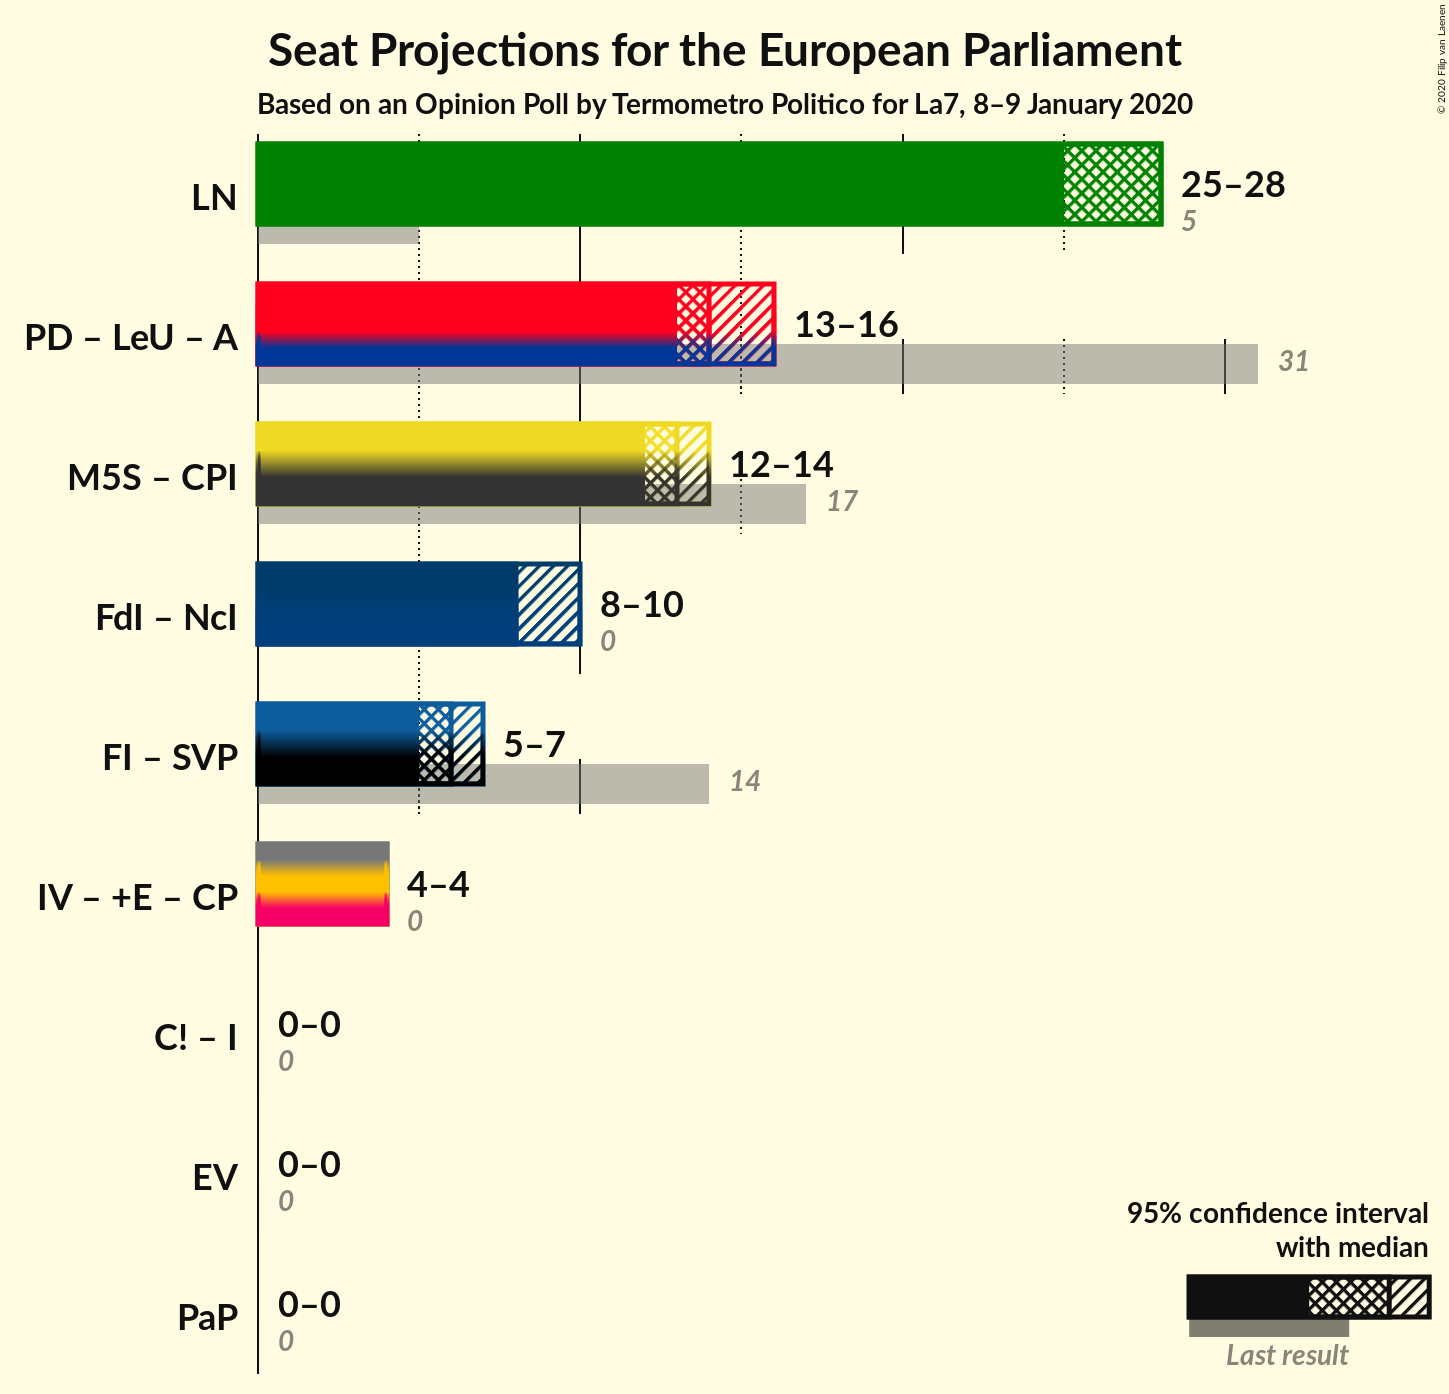 Seat Projections for the European Parliament
Based on an Opinion Poll by Termometro Politico for La7, 8–9 January 2020
© 2020 Filip van Laenen
LN
25–28
5
PD – LeU – A
13–16
31
M5S – CPI
12–14
17
FdI – NcI
8–10
0
FI – SVP
5–7
14
IV – +E – CP
4–4
0
C! – I
0–0
0
EV
0–0
0
PaP
0–0
0
95% confidence interval
with median
Last result